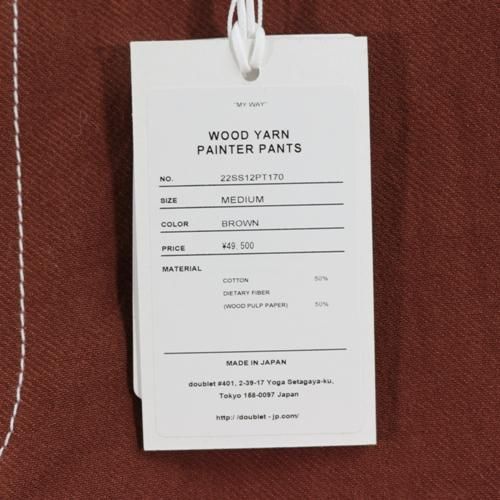 "MY WAY"
WOOD YARN
PAINTER PANTS
NO. 22SS12PT170
SIZE MEDIUM
COLOR BROWN
PRICE ¥49, 500
MATERIAL
COTTON 50%
DIETARY FIBER
(WOOD PULP PAPER) 50%
MADE IN JAPAN
doublet #401, 2-39-17 Yoga Setagaya-ku,
Tokyo 158-0097 Japan
http://doublet - jp.com/